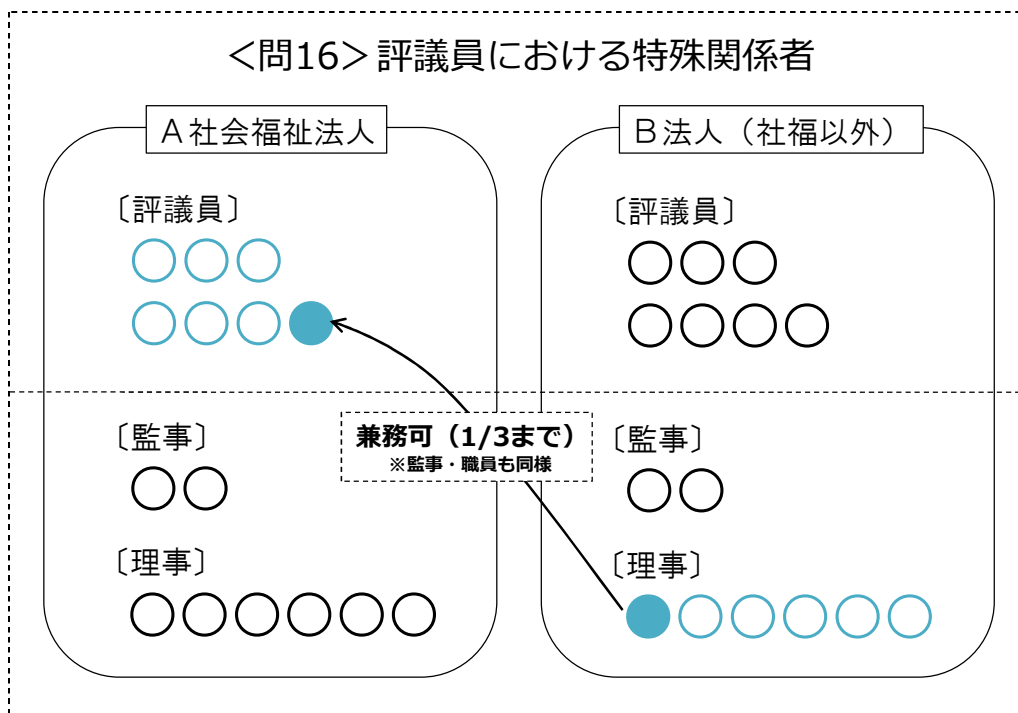 ＜問16＞評議員における特殊関係者
Ａ社会福祉法人
Ｂ法人（社福以外）
〔評議員〕
〔評議員〕
兼務可（1/3まで）
※監事・職員も同様
〔監事〕
〔監事〕
〔理事〕
〔理事〕